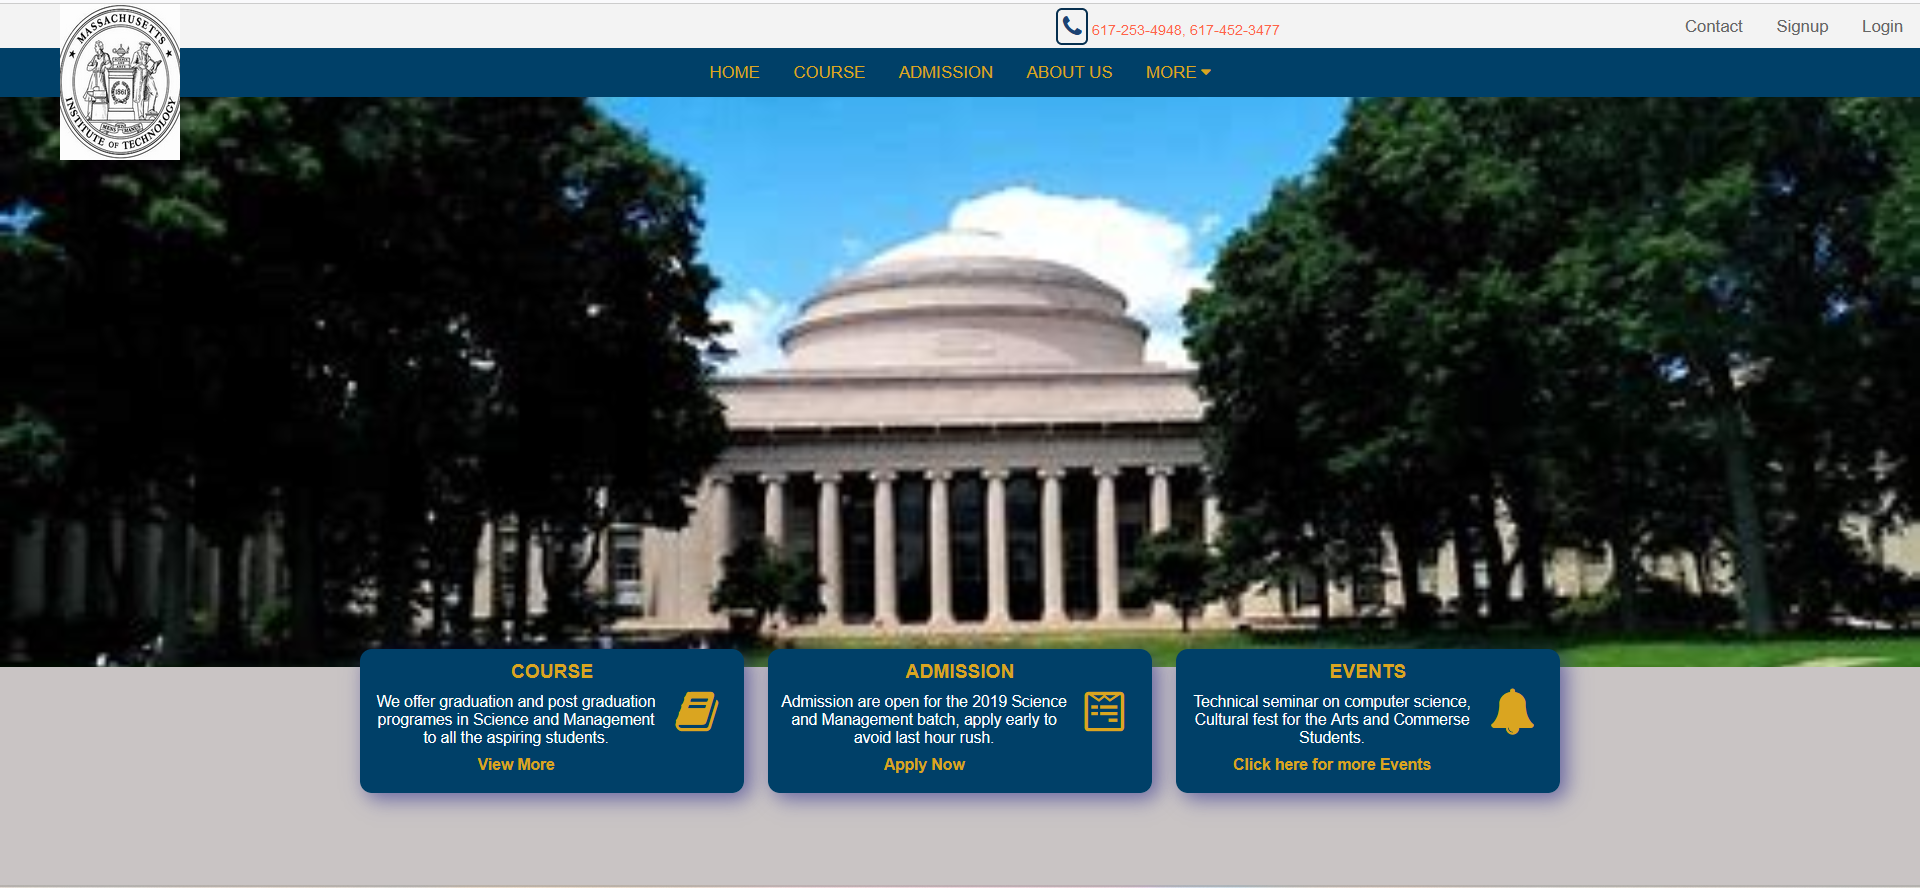 617-253-4948, 617-452-3477
Contact
Signup
Login
MASSACHUSETTS
INSTITUTE OF TECHNOLOGY
1861
HOME
COURSE
ADMISSION
ABOUT US
MORE
COURSE
We offer graduation and post graduation
programes in Science and Management
to all the aspiring students.
View More
ADMISSION
Admission are open for the 2019 Science
and Management batch, apply early to
avoid last hour rush.
Apply Now
EVENTS
Technical seminar on computer science,
Cultural fest for the Arts and Commerse
Students.
Click here for more Events